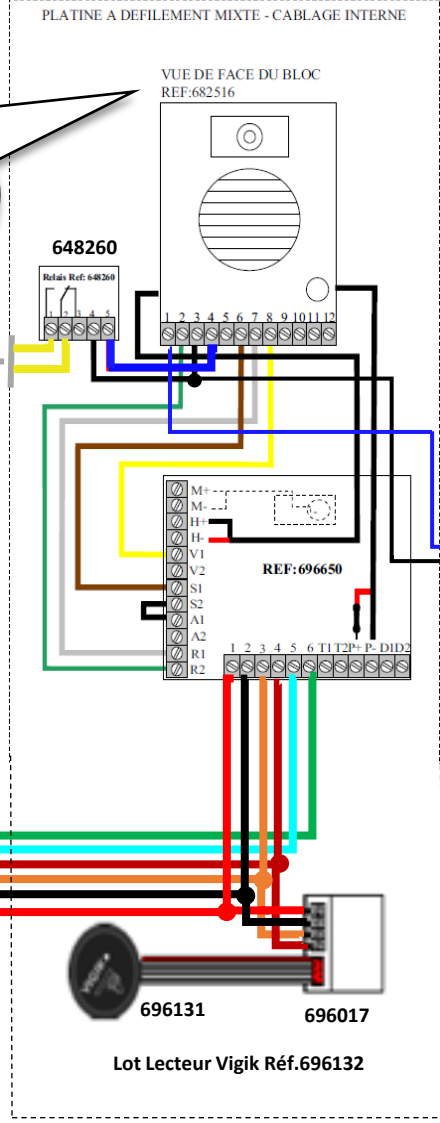 PLATINE A DEFILEMENT MIXTE - CABLAGE INTERNE
VUE DE FACE DU BLOC
REF:682516
648260
Relais Ref: 648260
1 2 3 4 5
1 2 3 4 5 6 7 8 9 10 11 12
M+
M-
H+
H-
V1
V2
S1
S2
A1
A2
R1
R2
REF:696650
1 2 3 4 5 6 T1 T2 P+ P- D1 D2
VIGIK
696131
696017
Lot Lecteur Vigik Réf.696132